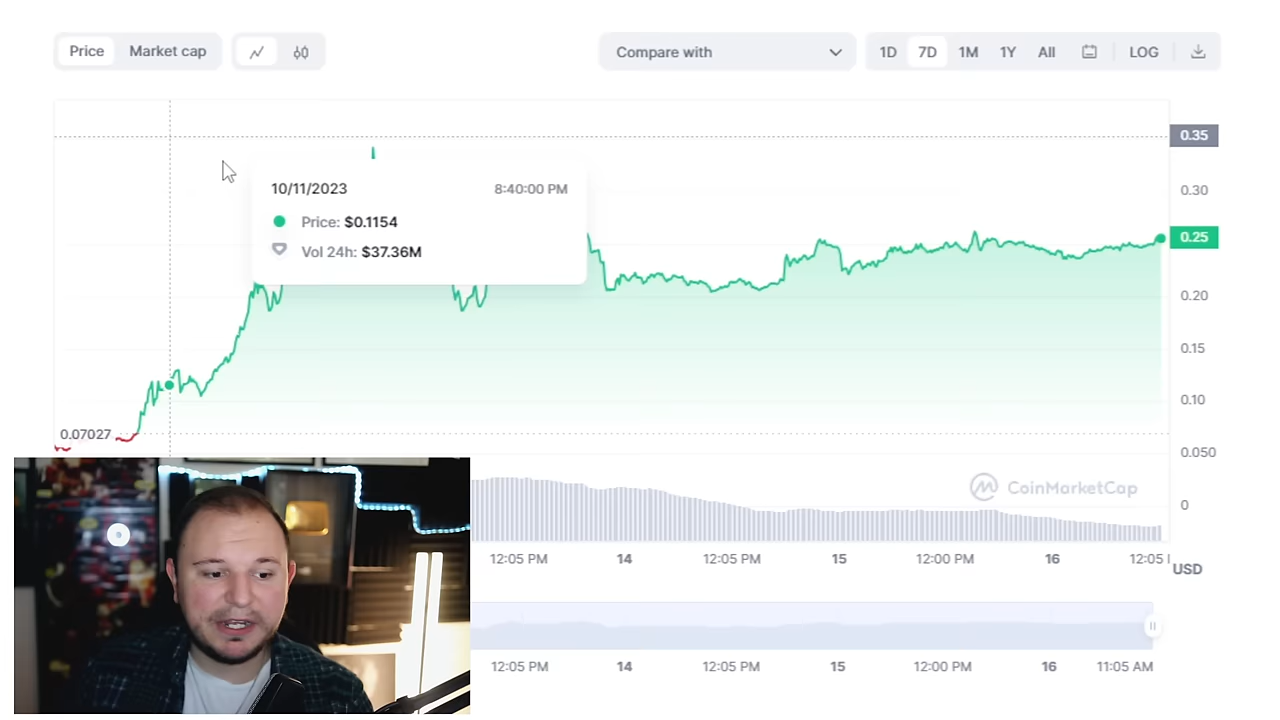 Price Market cap Compare with 1D 7D 1M 1Y All LOG
0.35
10/11/2023 8:40:00 PM
0.30
Price: $0.1154
0.25
Vol 24h: $37.36M
0.20
0.15
0.10
0.07027
0.050
CoinMarketCap
0
12:05 PM 14 12:05 PM 15 12:00 PM 16 12:05
USD
12:05 PM 14 12:05 PM 15 12:00 PM 16 11:05 AM